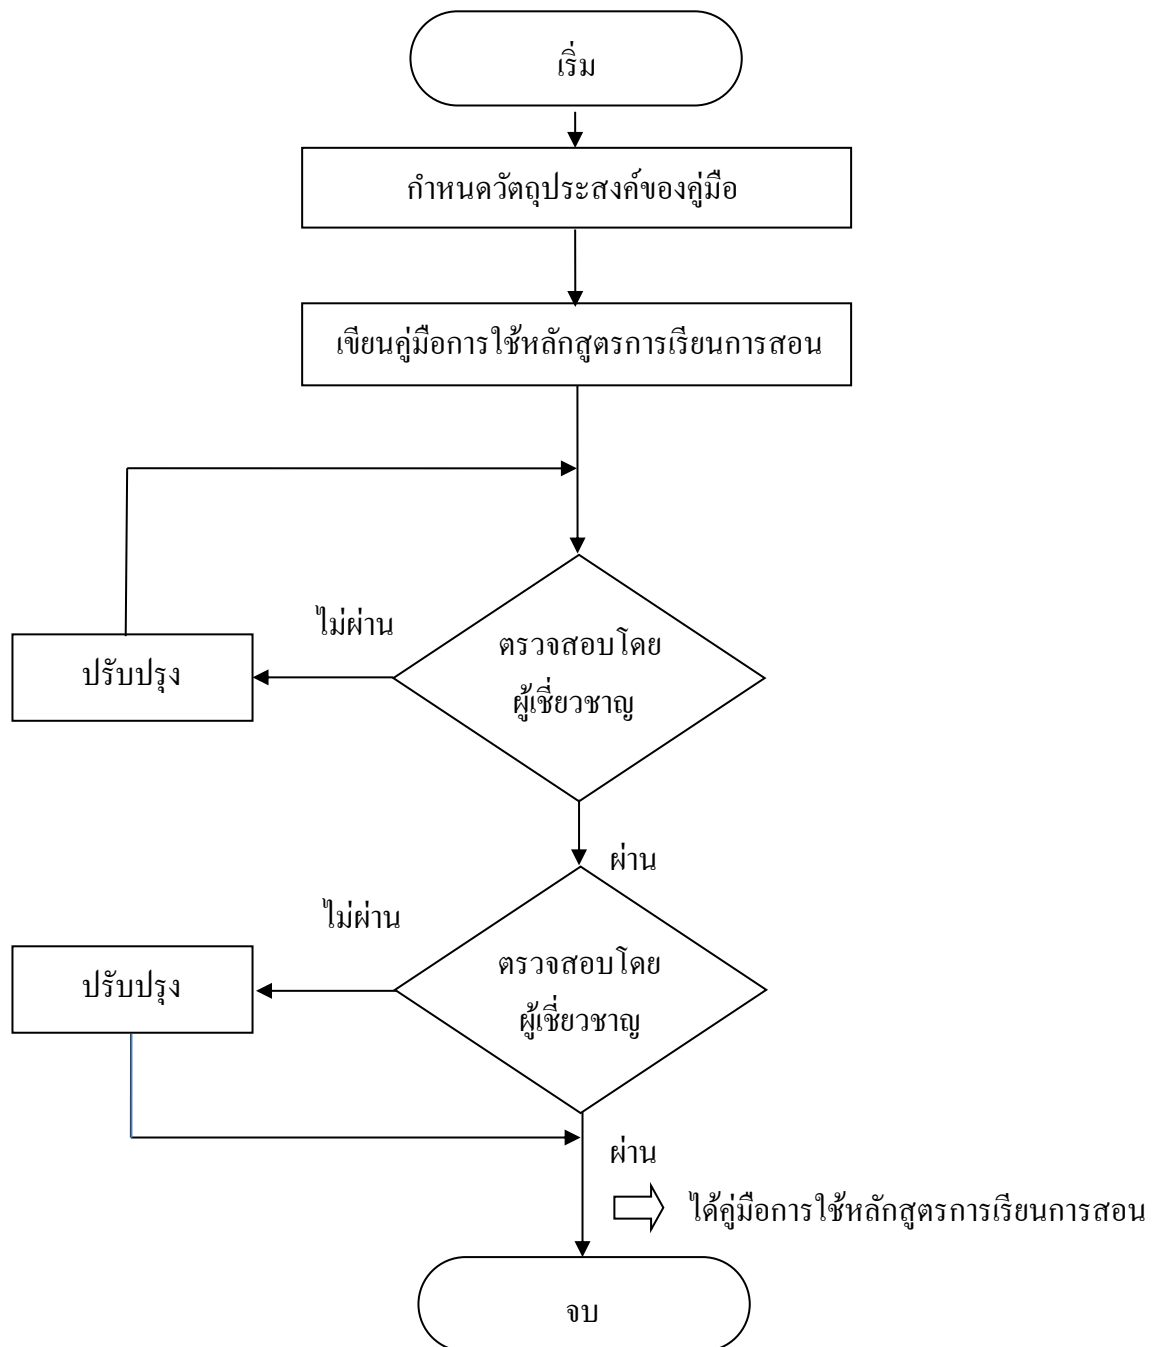 เริ่ม
กำหนดวัตถุประสงค์ของคู่มือ
เขียนคู่มือการใช้หลักสูตรการเรียนการสอน
ไม่ผ่าน
ตรวจสอบโดย
ผู้เชี่ยวชาญ
ปรับปรุง
ผ่าน
ไม่ผ่าน
ตรวจสอบโดย
ผู้เชี่ยวชาญ
ปรับปรุง
ผ่าน
ได้คู่มือการใช้หลักสูตรการเรียนการสอน
จบ